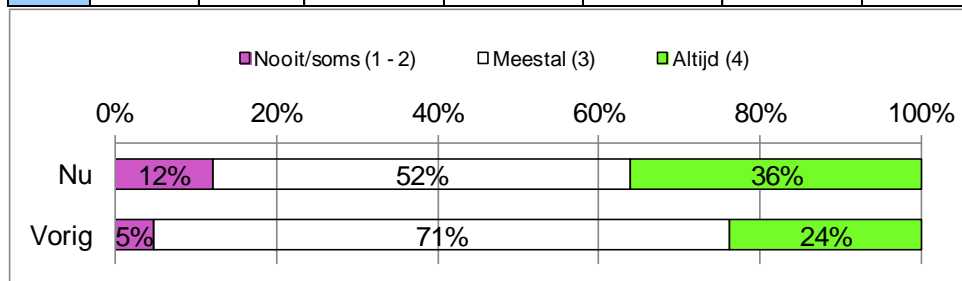 Nooit/soms (1 - 2) Meestal (3) Altijd (4)
0% 20% 40% 60% 80% 100%
Nu 12% 52% 36%
Vorig 5% 71% 24%